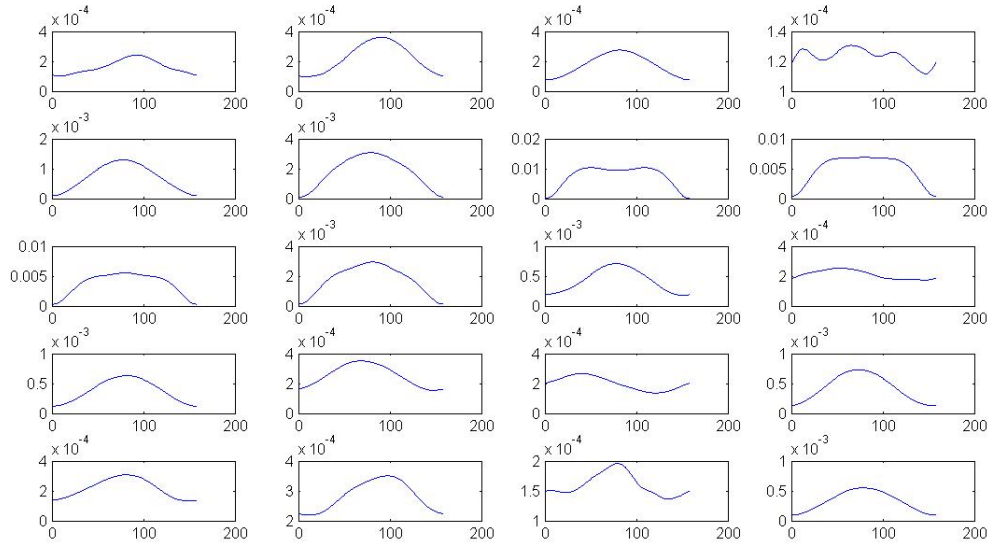 x 10^-4 x 10^-4 x 10^-4 x 10^-4
4 4 4 1.4
2 2 2 1.2
0 0 0 1
0 100 200 0 100 200 0 100 200 0 100 200
x 10^-3 x 10^-3
2 4 0.02 0.01
1 2 0.01 0.005
0 0 0 0
0 100 200 0 100 200 0 100 200 0 100 200
x 10^-3 x 10^-3 x 10^-4
0.01 4 1 4
0.005 2 0.5 2
0 0 0 0
0 100 200 0 100 200 0 100 200 0 100 200
x 10^-3 x 10^-4 x 10^-4 x 10^-3
1 4 4 1
0.5 2 2 0.5
0 0 0 0
0 100 200 0 100 200 0 100 200 0 100 200
x 10^-4 x 10^-4 x 10^-4 x 10^-3
4 4 2 1
2 3 1.5 0.5
0 2 1 0
0 100 200 0 100 200 0 100 200 0 100 200